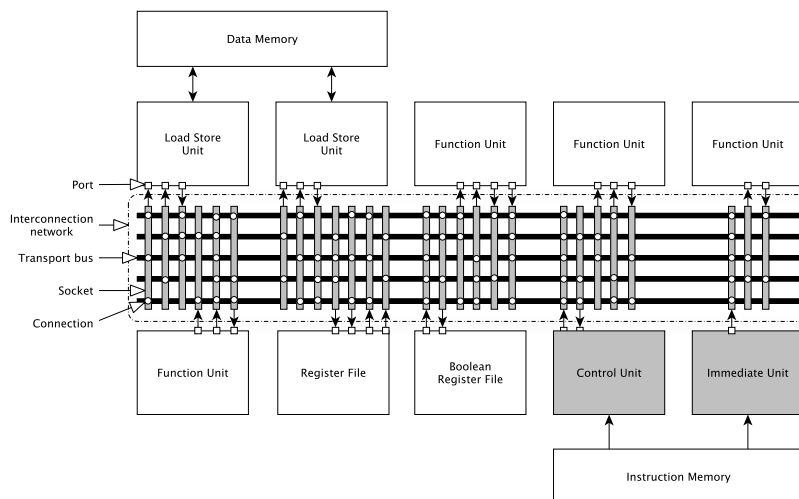 Data Memory
Load Store
Unit
Load Store
Unit
Function Unit
Function Unit
Function Unit
Port
Interconnection
network
Transport bus
Socket
Connection
Function Unit
Register File
Boolean
Register File
Control Unit
Immediate Unit
Instruction Memory